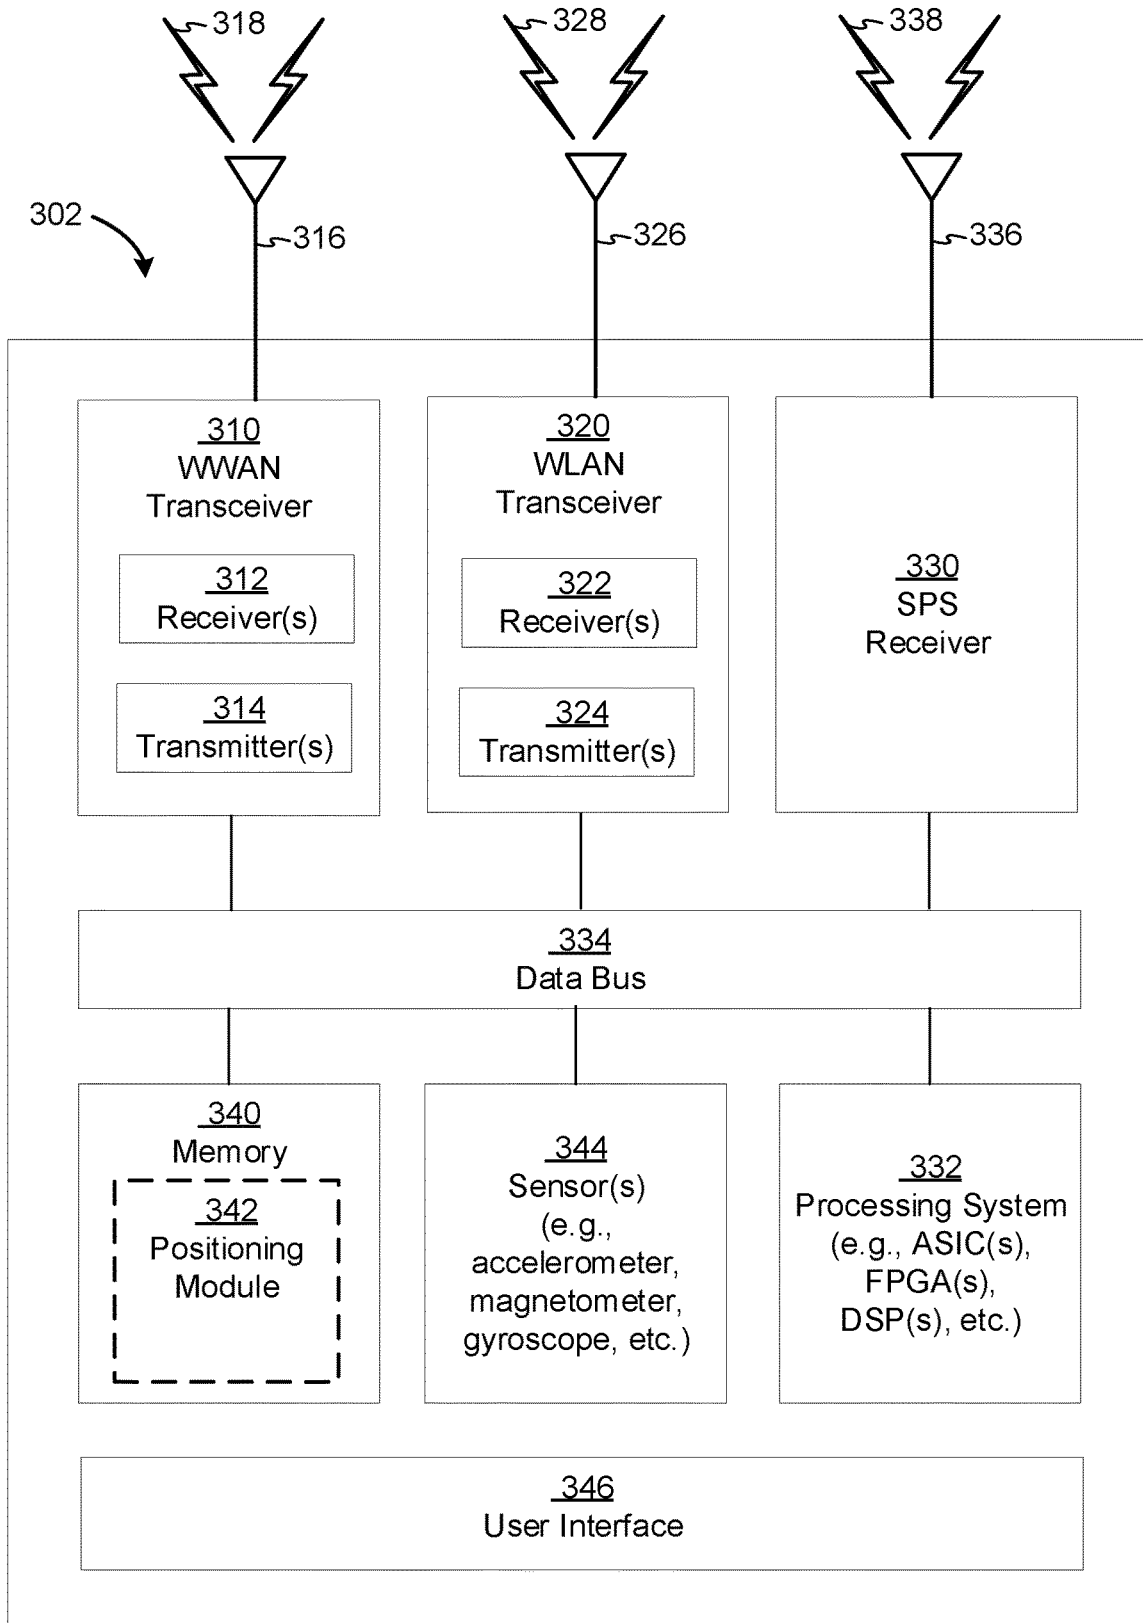 318
328
338
302
316
326
336
310
WWAN
Transceiver
312
Receiver(s)
314
Transmitter(s)
320
WLAN
Transceiver
322
Receiver(s)
324
Transmitter(s)
330
SPS
Receiver
334
Data Bus
340
Memory
342
Positioning
Module
344
Sensor(s)
(e.g.,
accelerometer,
magnetometer,
gyroscope, etc.)
332
Processing System
(e.g., ASIC(s),
FPGA(s),
DSP(s), etc.)
346
User Interface